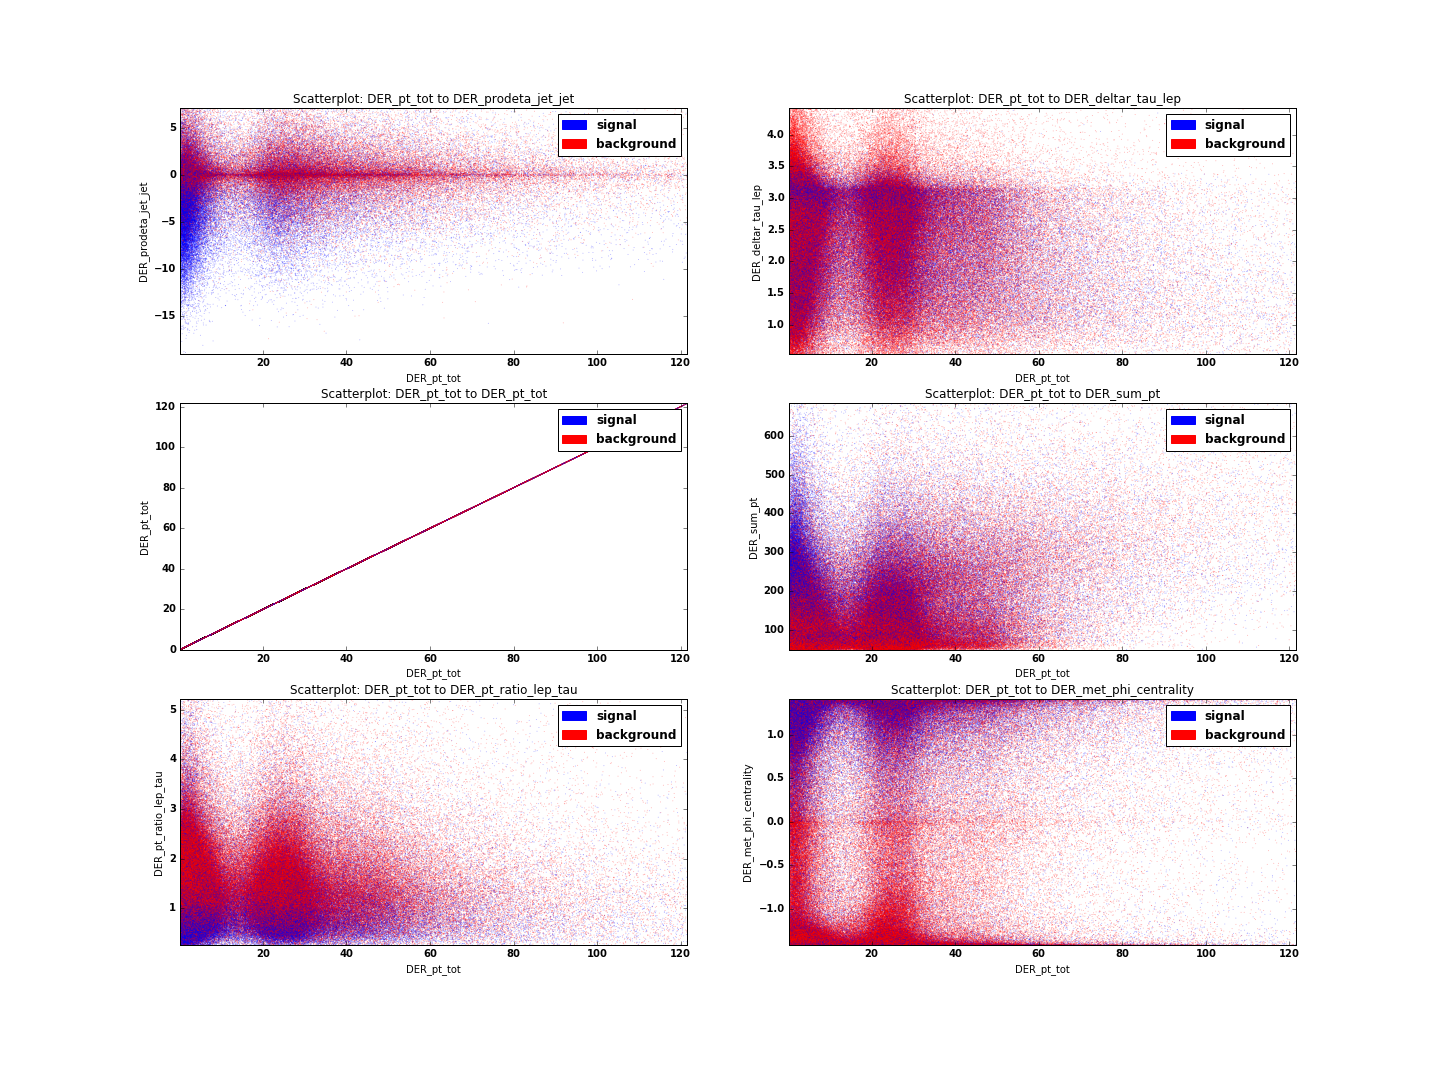 Scatterplot: DER_pt_tot to DER_prodeta_jet_jet
signal
background
5
0
−5
−10
−15
DER_prodeta_jet_jet
20 40 60 80 100 120
DER_pt_tot
Scatterplot: DER_pt_tot to DER_deltar_tau_lep
signal
background
4.0
3.5
3.0
2.5
2.0
1.5
1.0
DER_deltar_tau_lep
20 40 60 80 100 120
DER_pt_tot
Scatterplot: DER_pt_tot to DER_pt_tot
signal
background
120
100
80
60
40
20
0
DER_pt_tot
20 40 60 80 100 120
DER_pt_tot
Scatterplot: DER_pt_tot to DER_sum_pt
signal
background
600
500
400
300
200
100
DER_sum_pt
20 40 60 80 100 120
DER_pt_tot
Scatterplot: DER_pt_tot to DER_pt_ratio_lep_tau
signal
background
5
4
3
2
1
DER_pt_ratio_lep_tau
20 40 60 80 100 120
DER_pt_tot
Scatterplot: DER_pt_tot to DER_met_phi_centrality
signal
background
1.0
0.5
0.0
−0.5
−1.0
DER_met_phi_centrality
20 40 60 80 100 120
DER_pt_tot